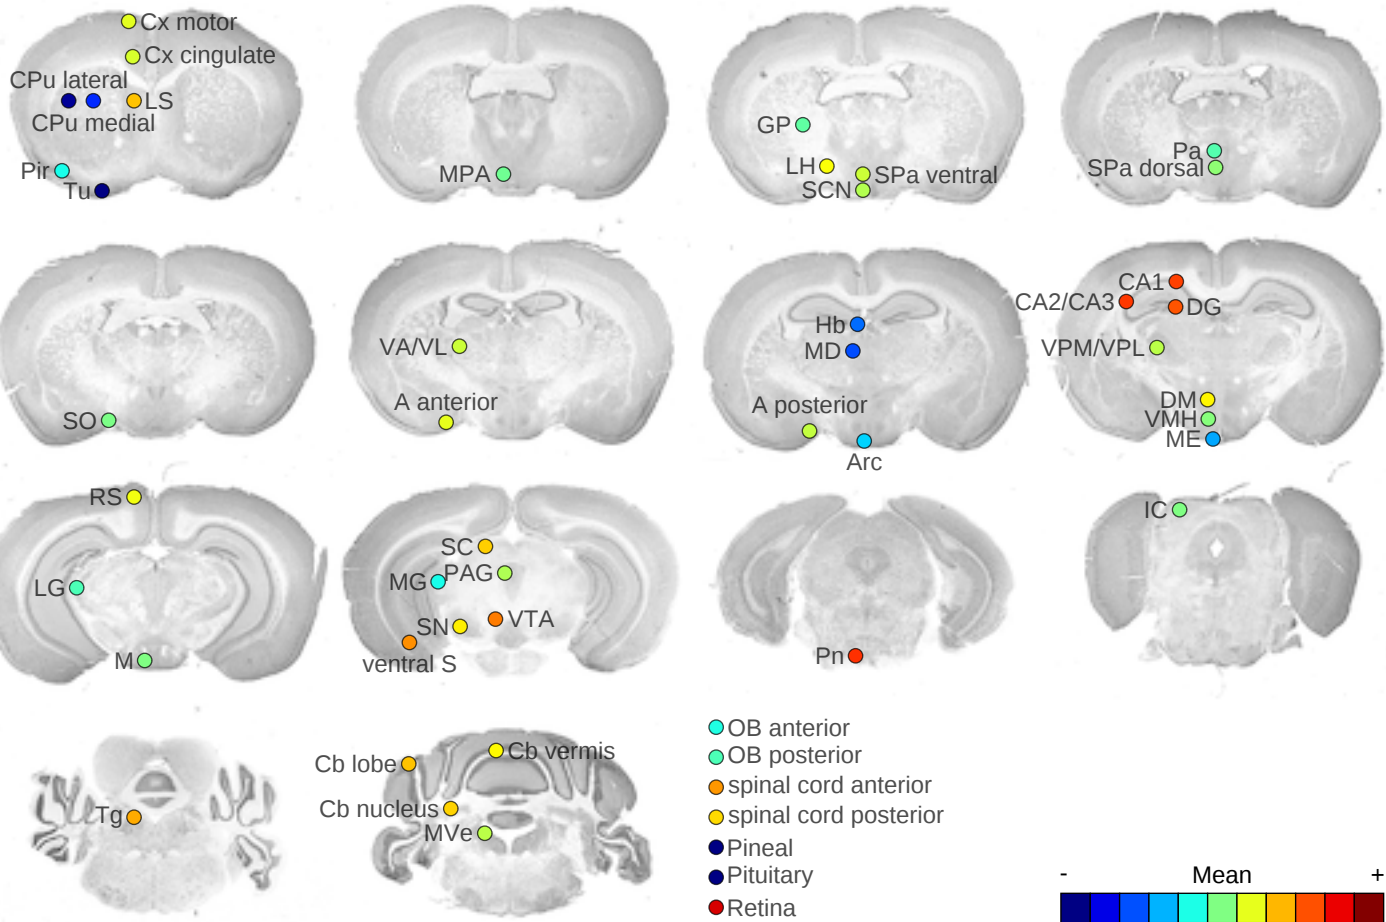 Cx motor
Cx cingulate
CPu lateral
LS
CPu medial
Pir
Tu
MPA
GP
LH
SPa ventral
SCN
Pa
SPa dorsal
SO
VA/VL
A anterior
Hb
MD
A posterior
Arc
CA1
CA2/CA3
DG
VPM/VPL
DM
VMH
ME
RS
LG
M
SC
MG
PAG
SN
VTA
ventral S
Pn
IC
Tg
Cb lobe
Cb vermis
Cb nucleus
MVe
OB anterior
OB posterior
spinal cord anterior
spinal cord posterior
Pineal
Pituitary
Retina
- Mean +